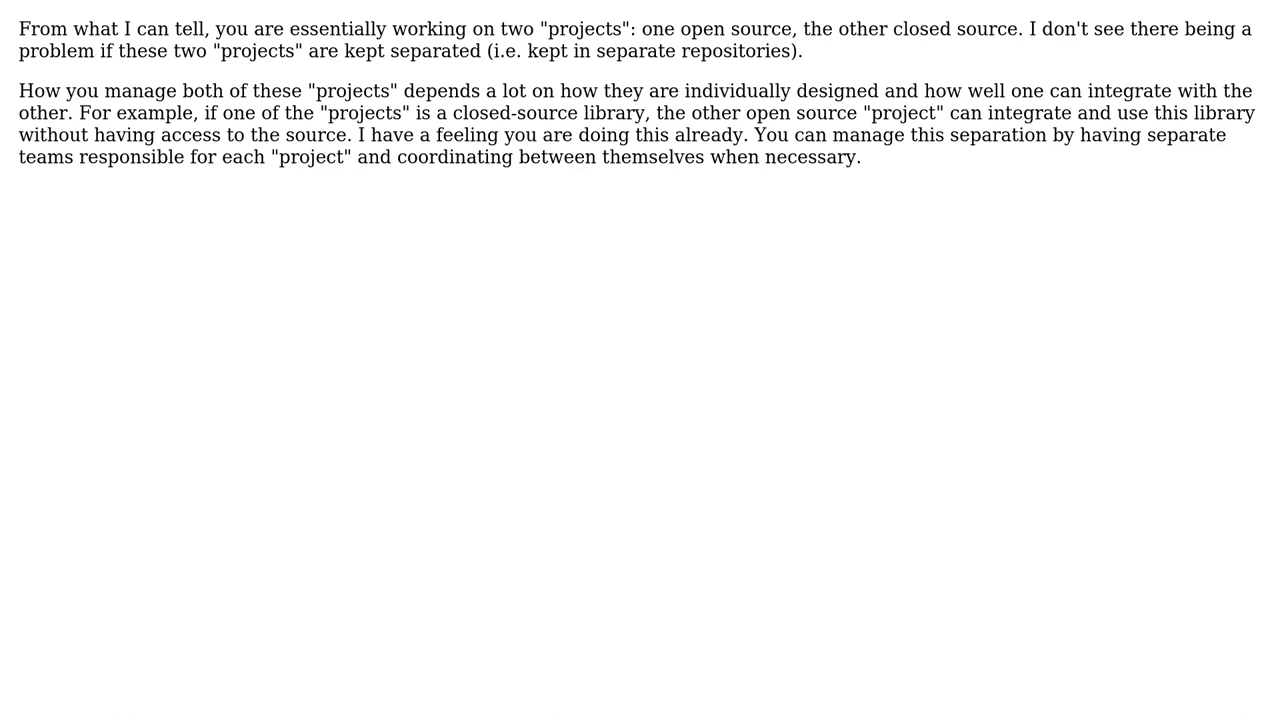 From what I can tell, you are essentially working on two "projects": one open source, the other closed source. I don't see there being a
problem if these two "projects" are kept separated (i.e. kept in separate repositories).
How you manage both of these "projects" depends a lot on how they are individually designed and how well one can integrate with the
other. For example, if one of the "projects" is a closed-source library, the other open source "project" can integrate and use this library
without having access to the source. I have a feeling you are doing this already. You can manage this separation by having separate
teams responsible for each "project" and coordinating between themselves when necessary.